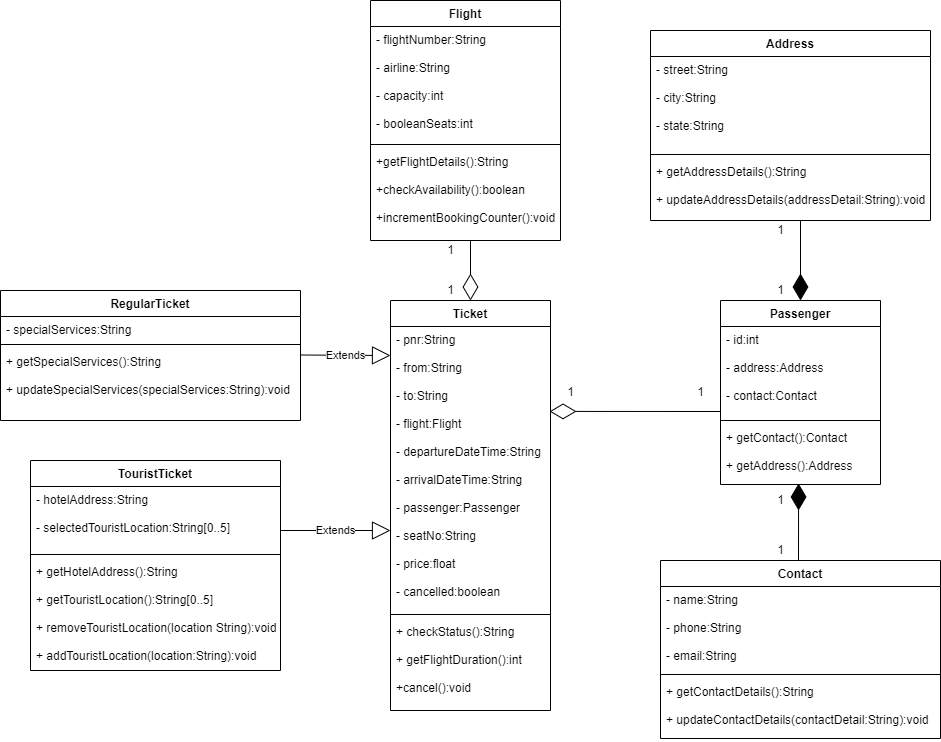 Flight
- flightNumber:String
- airline:String
- capacity:int
- booleanSeats:int
+getFlightDetails():String
+checkAvailability():boolean
+incrementBookingCounter():void
Address
- street:String
- city:String
- state:String
+ getAddressDetails():String
+ updateAddressDetails(addressDetail:String):void
1
1
1
1
RegularTicket
- specialServices:String
+ getSpecialServices():String
+ updateSpecialServices(specialServices:String):void
Extends
Ticket
- pnr:String
- from:String
- to:String
- flight:Flight
- departureDateTime:String
- arrivalDateTime:String
- passenger:Passenger
- seatNo:String
- price:float
- cancelled:boolean
+ checkStatus():String
+ getFlightDuration():int
+cancel():void
1
1
Passenger
- id:int
- address:Address
- contact:Contact
+ getContact():Contact
+ getAddress():Address
TouristTicket
- hotelAddress:String
- selectedTouristLocation:String[0..5]
+ getHotelAddress():String
+ getTouristLocation():String[0..5]
+ removeTouristLocation(location String):void
+ addTouristLocation(location:String):void
Extends
1
1
Contact
- name:String
- phone:String
- email:String
+ getContactDetails():String
+ updateContactDetails(contactDetail:String):void